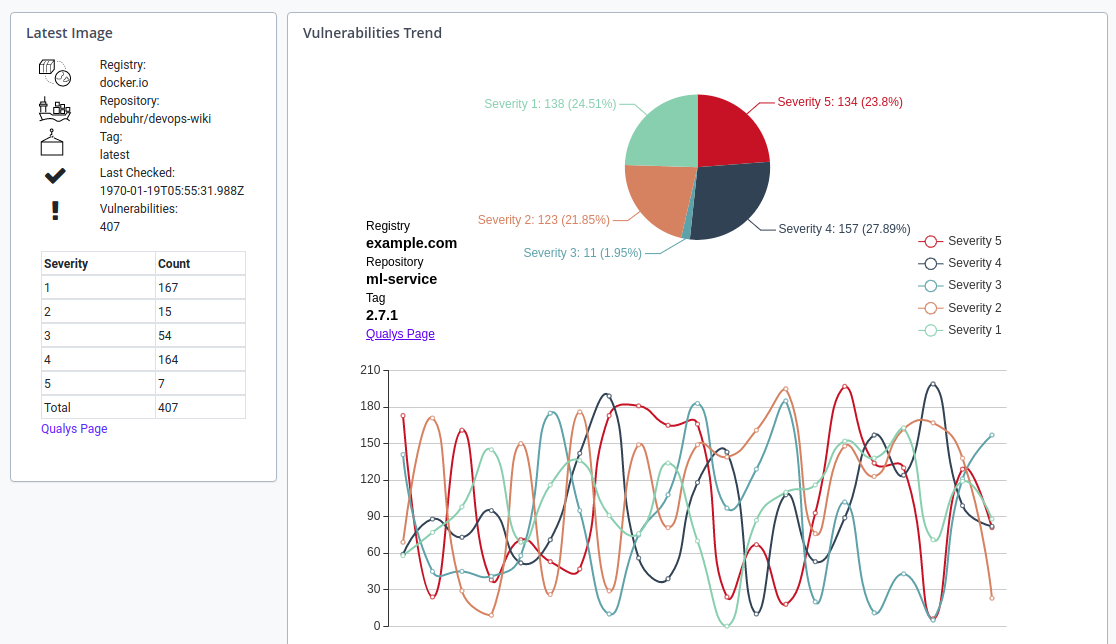 Latest Image
Registry:
docker.io
Repository:
ndebuhr/devops-wiki
Tag:
latest
Last Checked:
1970-01-19T05:55:31.988Z
Vulnerabilities:
407
Severity Count
1 167
2 15
3 54
4 164
5 7
Total 407
Qualys Page
Vulnerabilities Trend
Severity 1: 138 (24.51%)
Severity 5: 134 (23.8%)
Severity 2: 123 (21.85%)
Severity 4: 157 (27.89%)
Severity 3: 11 (1.95%)
Registry
example.com
Repository
ml-service
Tag
2.7.1
Qualys Page
Severity 5
Severity 4
Severity 3
Severity 2
Severity 1
210
180
150
120
90
60
30
0